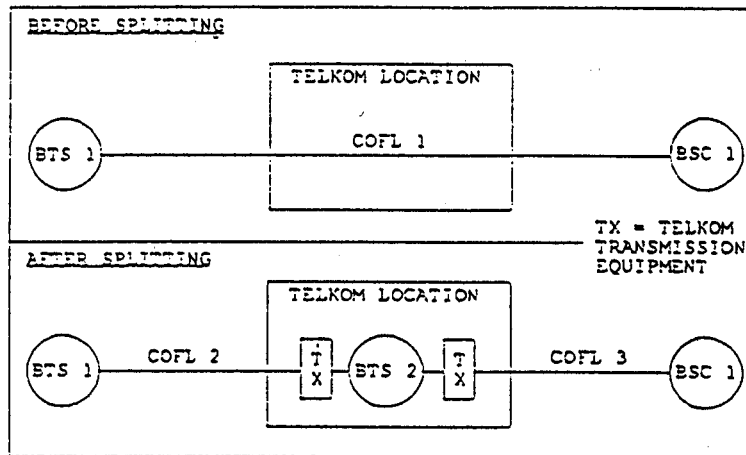 BEFORE SPLITTING
TELKOM LOCATION
BTS 1
COFL 1
BSC 1
TX = TELKOM
TRANSMISSION
EQUIPMENT
AFTER SPLITTING
TELKOM LOCATION
BTS 1
COFL 2
TX
BTS 2
TX
COFL 3
BSC 1